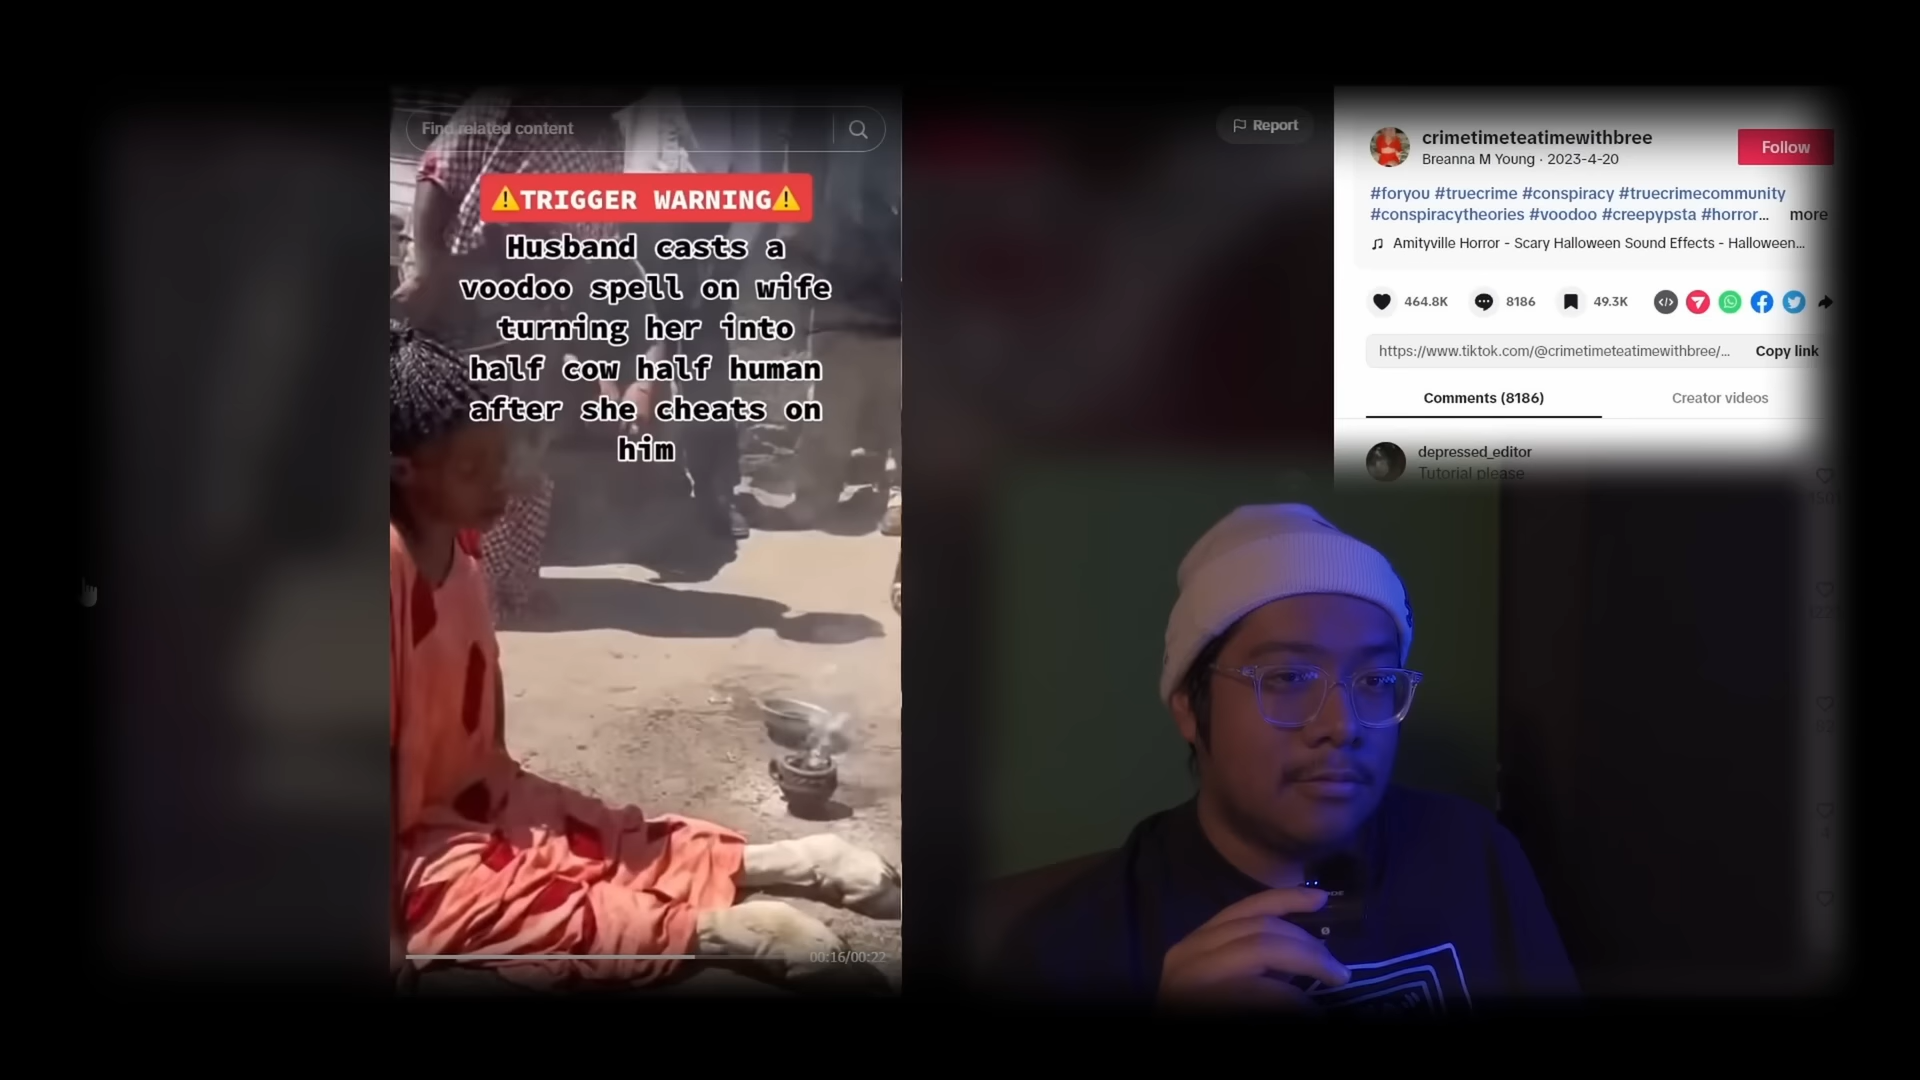 Find related content
⚠TRIGGER WARNING⚠
Husband casts a
voodoo spell on wife
turning her into
half cow half human
after she cheats on
him
00:16/00:22
Report
crimetimeteatimewithbree
Breanna M Young · 2023-4-20
Follow
#foryou #truecrime #conspiracy #truecrimecommunity
#conspiracytheories #voodoo #creepypsta #horror... more
Amityville Horror - Scary Halloween Sound Effects - Halloween...
464.8K 8186 49.3K
https://www.tiktok.com/@crimetimeteatimewithbree/... Copy link
Comments (8186) Creator videos
depressed_editor
Tutorial please